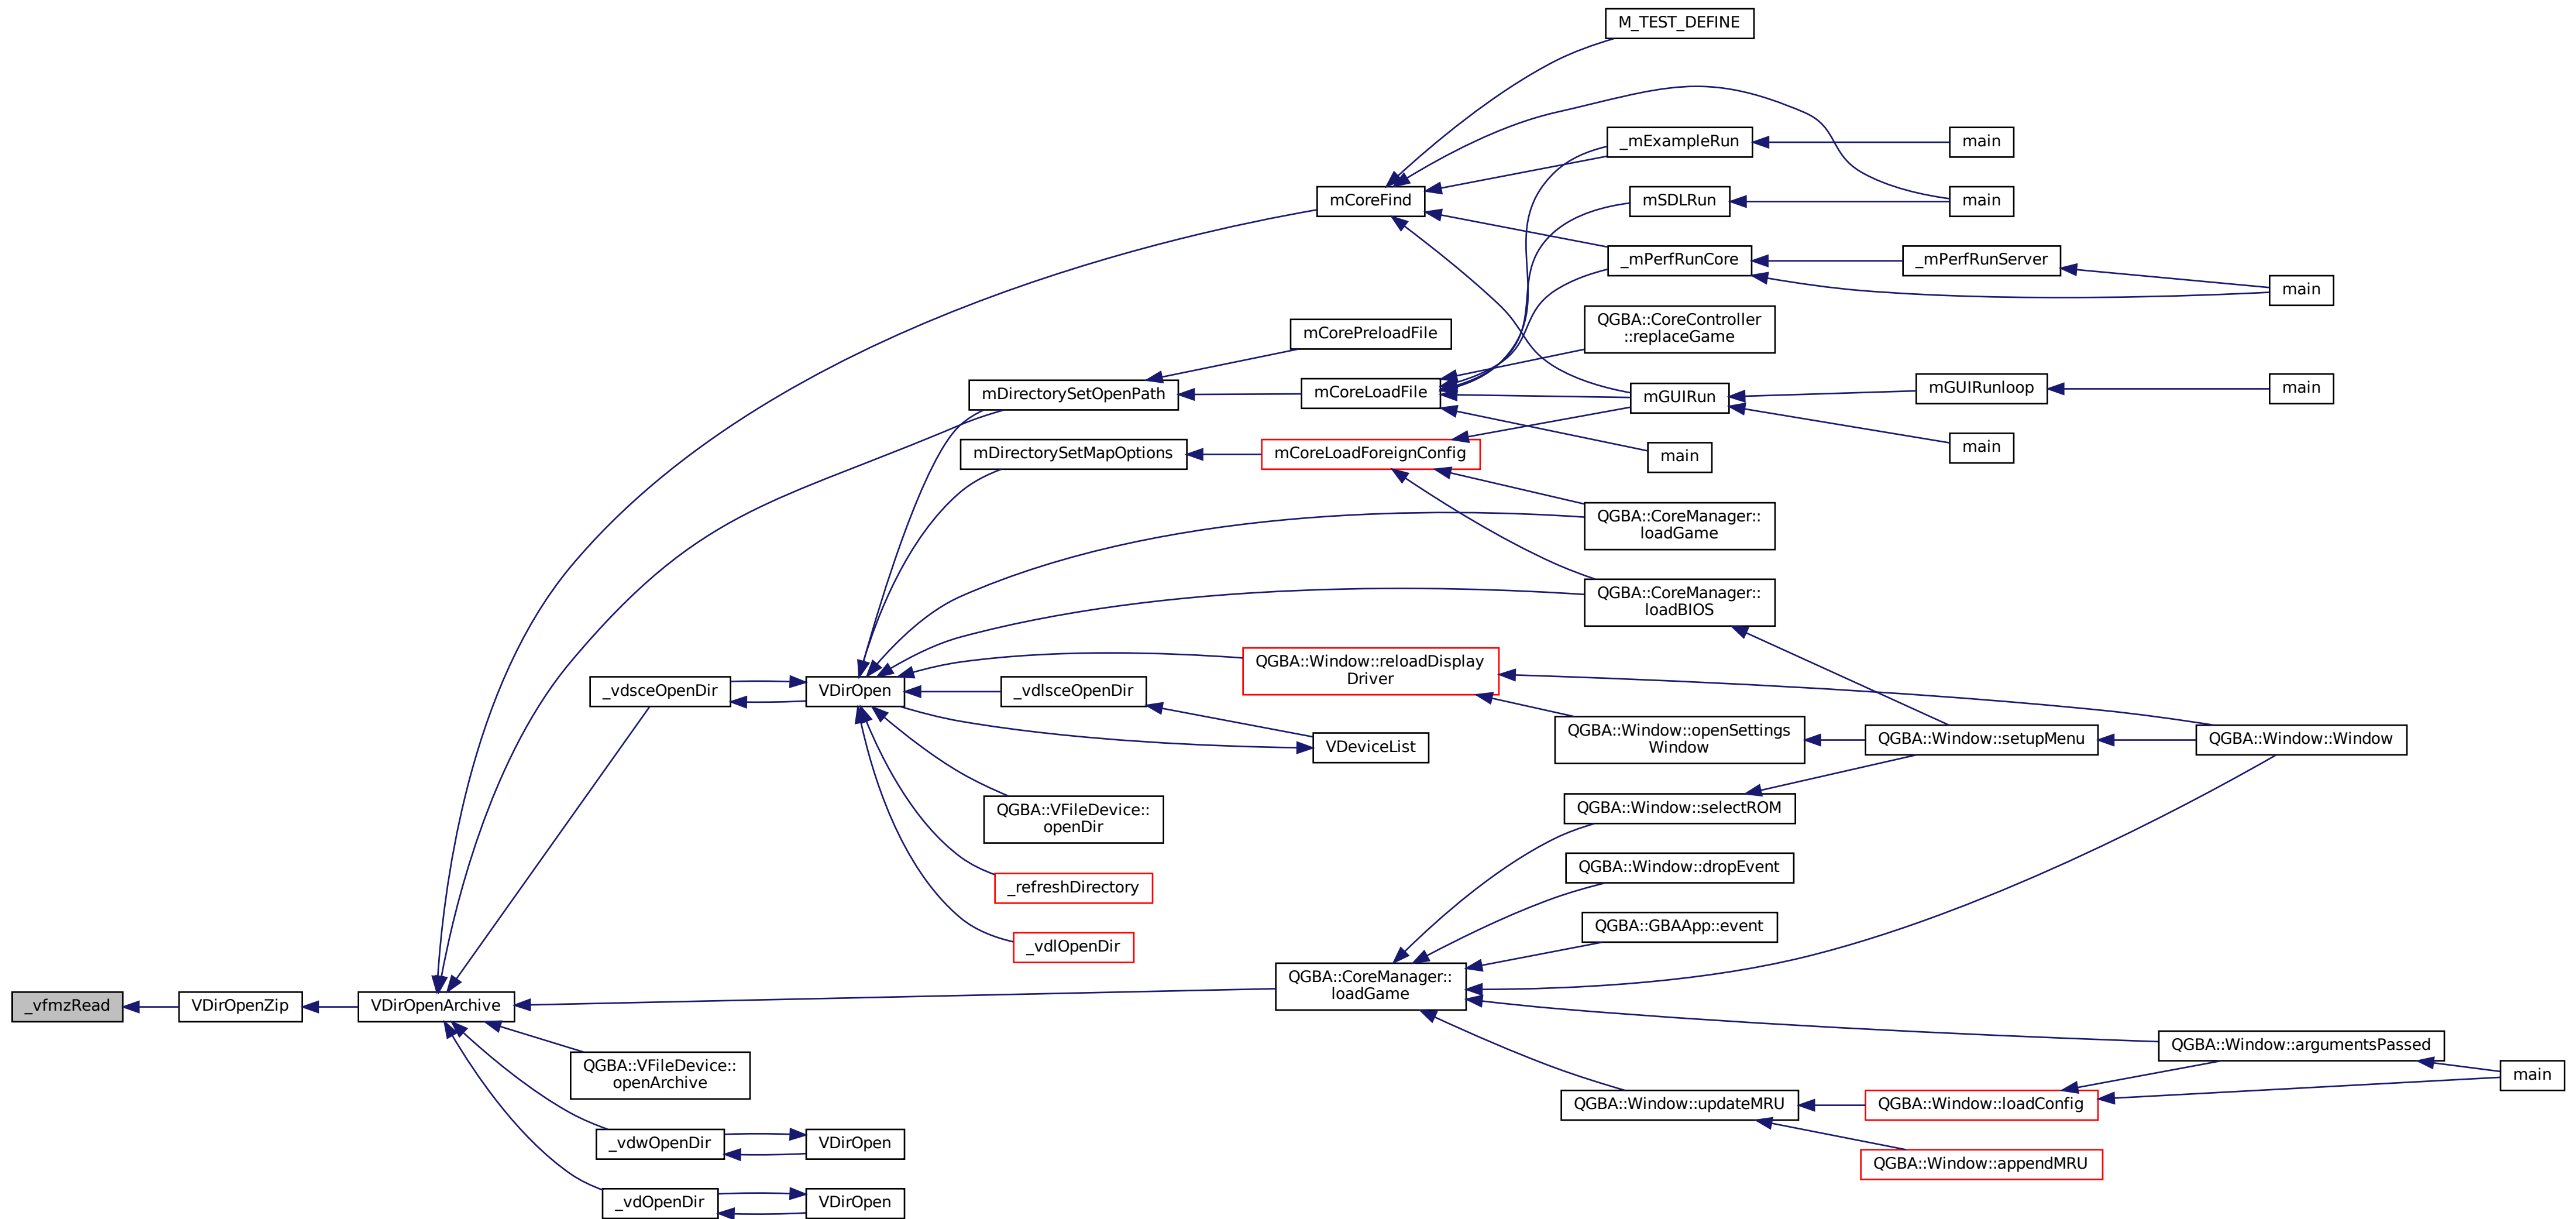 M_TEST_DEFINE
_mExampleRun
main
mCoreFind
mSDLRun
main
_mPerfRunCore
_mPerfRunServer
main
QGBA::CoreController
::replaceGame
mCorePreloadFile
mDirectorySetOpenPath
mCoreLoadFile
mGUIRun
mGUIRunloop
main
main
mDirectorySetMapOptions
mCoreLoadForeignConfig
main
QGBA::CoreManager::
loadGame
QGBA::CoreManager::
loadBIOS
QGBA::Window::reloadDisplay
Driver
_vdsceOpenDir
VDirOpen
_vdlsceOpenDir
QGBA::Window::openSettings
Window
VDeviceList
QGBA::Window::setupMenu
QGBA::Window::Window
QGBA::VFileDevice::
openDir
QGBA::Window::selectROM
_refreshDirectory
QGBA::Window::dropEvent
_vdlOpenDir
QGBA::GBAApp::event
QGBA::CoreManager::
loadGame
_vfmzRead
VDirOpenZip
VDirOpenArchive
QGBA::Window::argumentsPassed
QGBA::VFileDevice::
openArchive
main
QGBA::Window::updateMRU
QGBA::Window::loadConfig
_vdwOpenDir
VDirOpen
QGBA::Window::appendMRU
_vdOpenDir
VDirOpen